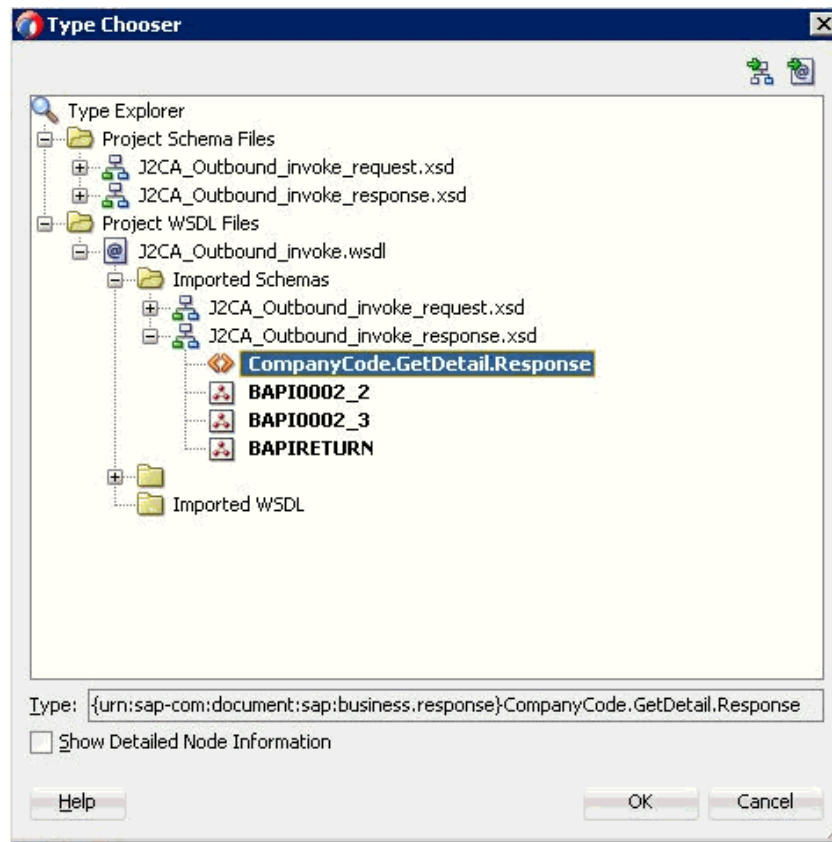 Type Chooser
Type Explorer
Project Schema Files
J2CA_Outbound_invoke_request.xsd
J2CA_Outbound_invoke_response.xsd
Project WSDL Files
J2CA_Outbound_invoke.wsdl
Imported Schemas
J2CA_Outbound_invoke_request.xsd
J2CA_Outbound_invoke_response.xsd
CompanyCode.GetDetail.Response
BAPI0002_2
BAPI0002_3
BAPIRETURN
Imported WSDL
Type: {urn:sap-com:document:sap:business.response}CompanyCode.GetDetail.Response
Show Detailed Node Information
Help OK Cancel